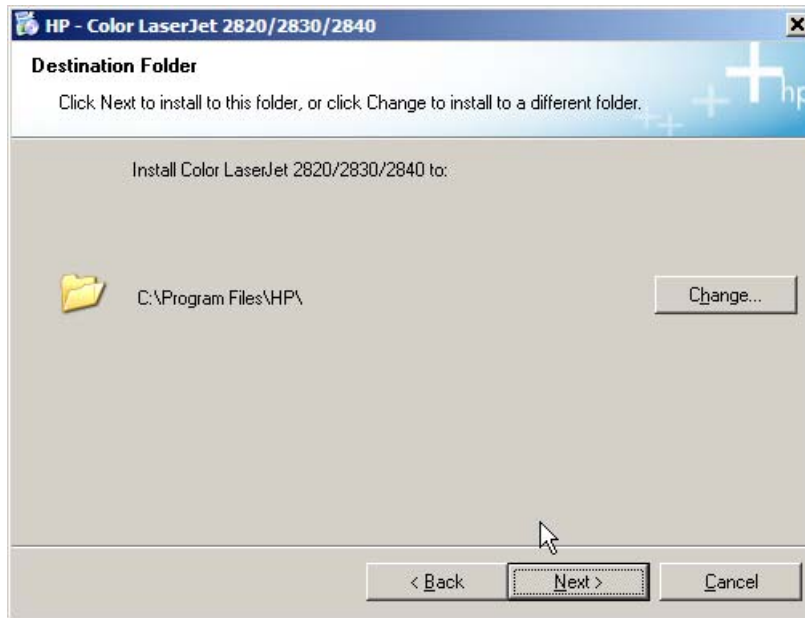 HP - Color LaserJet 2820/2830/2840
Destination Folder
Click Next to install to this folder, or click Change to install to a different folder.
hp
Install Color LaserJet 2820/2830/2840 to:
C:\Program Files\HP\
Change...
< Back
Next >
Cancel